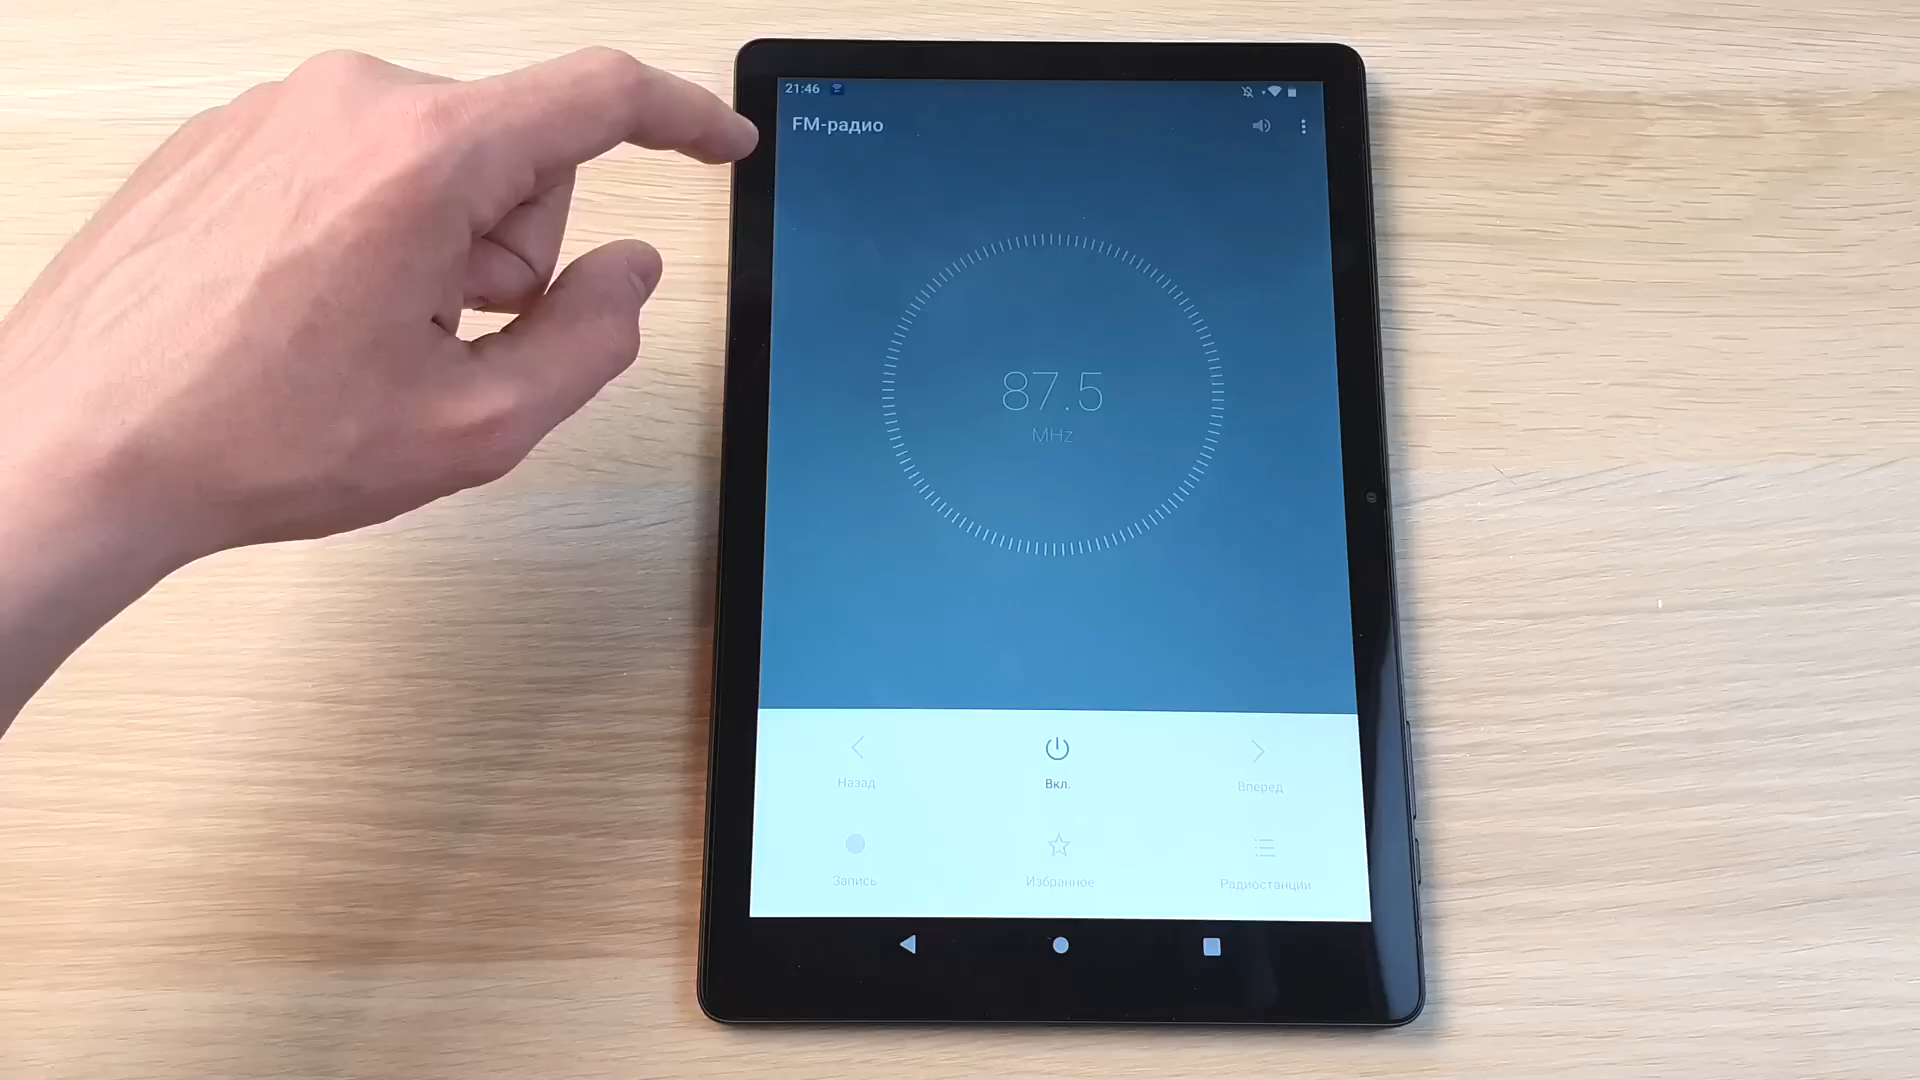 21:46
FM-радио
87.5
MHz
Назад
Вкл.
Вперед
Запись
Избранное
Радиостанции